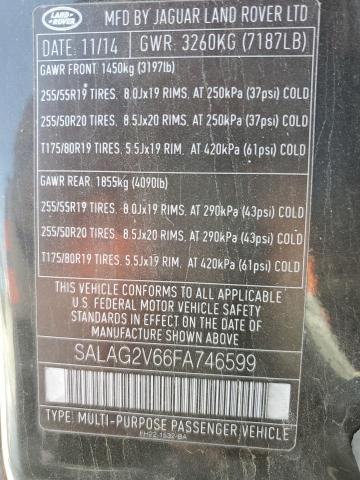 LAND ROVER
MFD BY JAGUAR LAND ROVER LTD
DATE: 11/14 GWR: 3260KG (7187LB)
GAWR FRONT: 1450kg (3197lb)
255/55R19 TIRES. 8.0Jx19 RIMS, AT 250kPa (37psi) COLD
255/50R20 TIRES. 8.5Jx20 RIMS, AT 250kPa (37psi) COLD
T175/80R19 TIRES. 5.5Jx19 RIM, AT 420kPa (61psi) COLD
GAWR REAR: 1855kg (4090lb)
255/55R19 TIRES. 8.0Jx19 RIMS, AT 290kPa (43psi) COLD
255/50R20 TIRES. 8.5Jx20 RIMS, AT 290kPa (43psi) COLD
T175/80R19 TIRES. 5.5Jx19 RIM, AT 420kPa (61psi) COLD
THIS VEHICLE CONFORMS TO ALL APPLICABLE
U.S. FEDERAL MOTOR VEHICLE SAFETY
STANDARDS IN EFFECT ON THE DATE OF
MANUFACTURE SHOWN ABOVE
SALAG2V66FA746599
TYPE: MULTI-PURPOSE PASSENGER VEHICLE